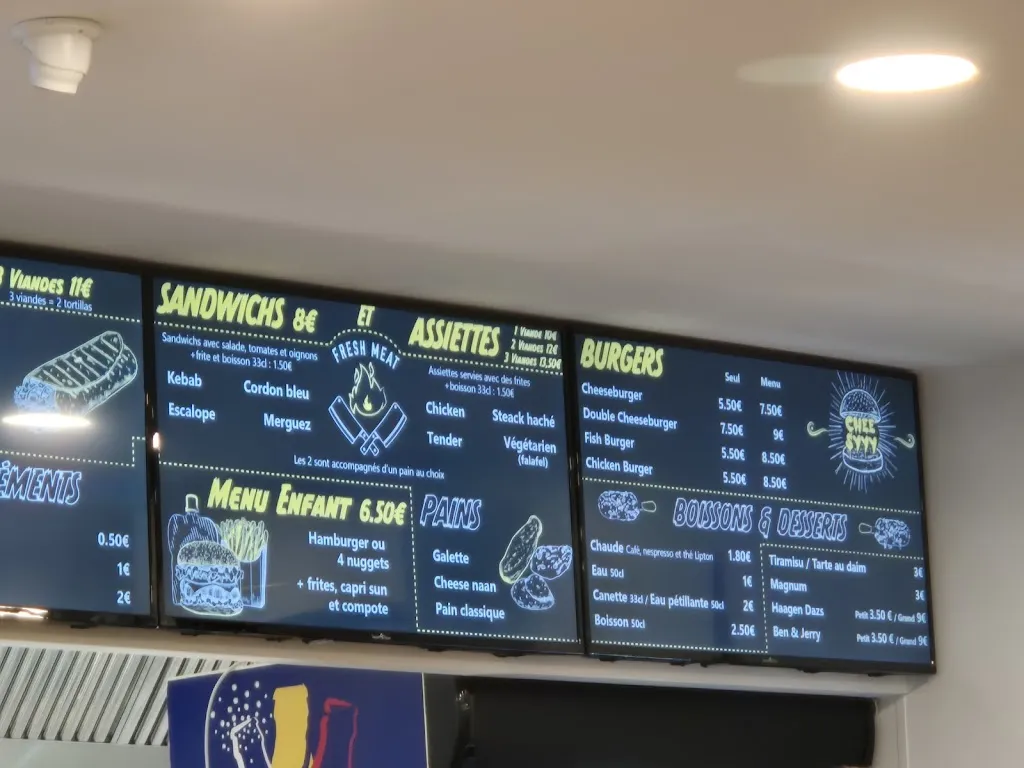 3 VIANDES 11€
3 viandes = 2 tortillas
ÉMENTS
0.50€
1€
2€
SANDWICHS 8€
Sandwichs avec salade, tomates et oignons
+frite et boisson 33cl : 1.50€
Kebab
Cordon bleu
Escalope
Merguez
ET
FRESH MEAT
ASSIETTES
1 VIANDE 10€
2 VIANDES 12€
3 VIANDES 13,50€
Assiettes servies avec des frites
+boisson 33cl : 1.50€
Chicken
Steack haché
Tender
Végétarien
(falafel)
Les 2 sont accompagnés d'un pain au choix
MENU ENFANT 6.50€
Hamburger ou
4 nuggets
+ frites, capri sun
et compote
PAINS
Galette
Cheese naan
Pain classique
BURGERS
Seul Menu
Cheeseburger 5.50€ 7.50€
Double Cheeseburger 7.50€ 9€
Fish Burger 5.50€ 8.50€
Chicken Burger 5.50€ 8.50€
CHEE
SYYY
BOISSONS & DESSERTS
Chaude Café, nespresso et thé Lipton 1.80€
Eau 50cl 1€
Canette 33cl / Eau pétillante 50cl 2€
Boisson 50cl 2.50€
Tiramisu / Tarte au daim 3€
Magnum 3€
Haagen Dazs Petit 3.50 € / Grand 9€
Ben & Jerry Petit 3.50 € / Grand 9€